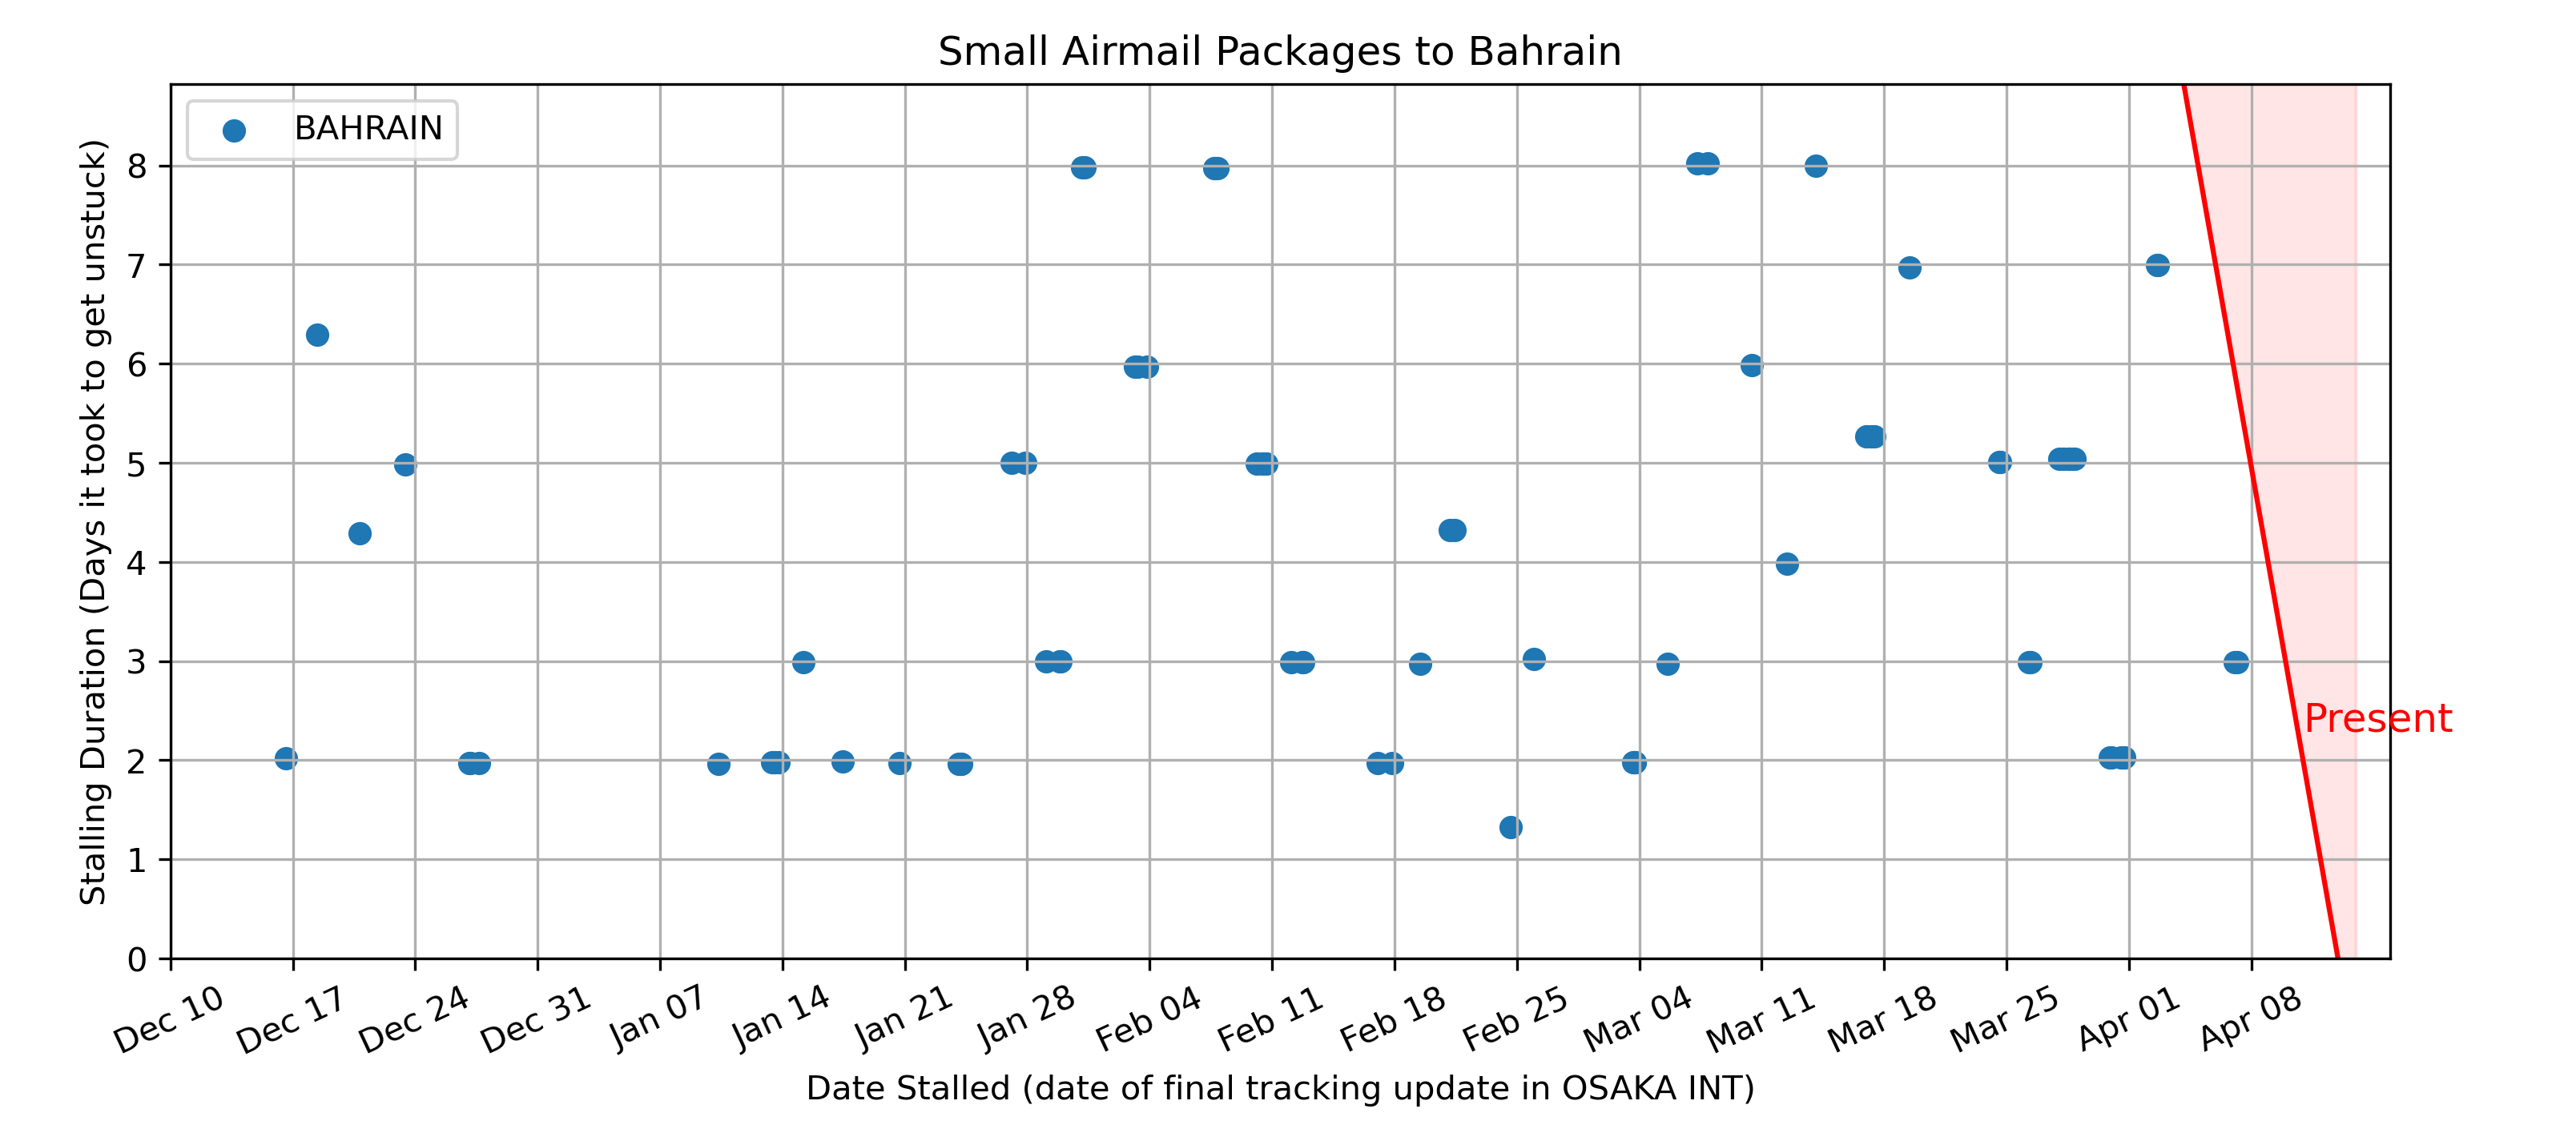 Small Airmail Packages to Bahrain
BAHRAIN
Stalling Duration (Days it took to get unstuck)
8
7
6
5
4
3
2
1
0
Present
Dec 10
Dec 17
Dec 24
Dec 31
Jan 07
Jan 14
Jan 21
Jan 28
Feb 04
Feb 11
Feb 18
Feb 25
Mar 04
Mar 11
Mar 18
Mar 25
Apr 01
Apr 08
Date Stalled (date of final tracking update in OSAKA INT)